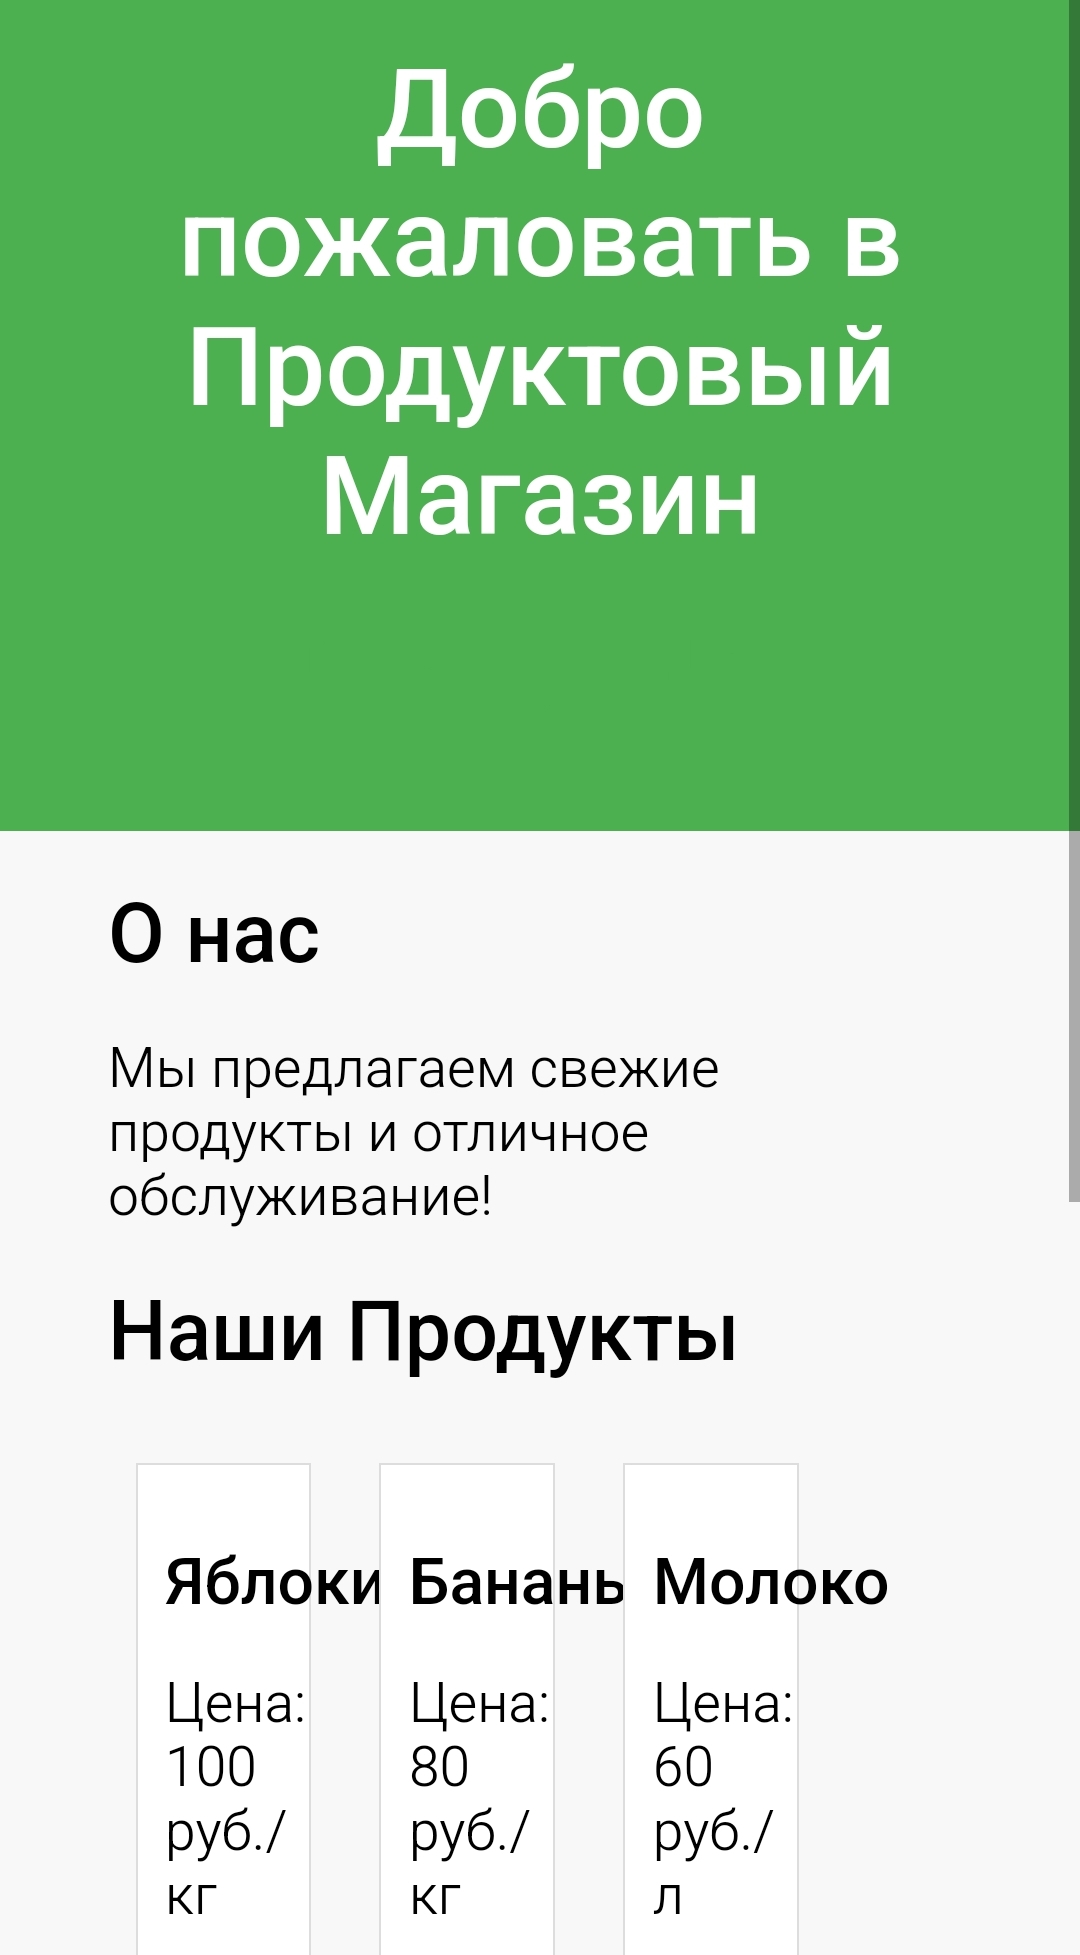 Добро
пожаловать в
Продуктовый
Магазин
О нас
Мы предлагаем свежие
продукты и отличное
обслуживание!
Наши Продукты
Яблоки
Цена:
100
руб./
кг
Бананы
Цена:
80
руб./
кг
Молоко
Цена:
60
руб./
л